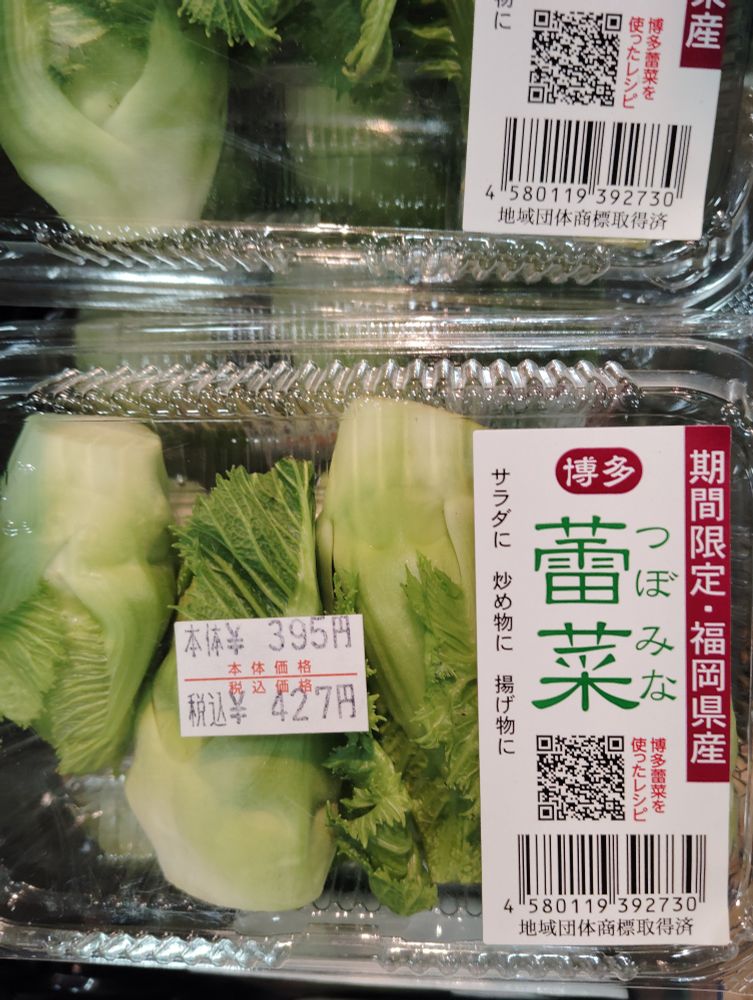 県産
物に
博多蕾菜を
使ったレシピ
4 580119 392730
地域団体商標取得済
期間限定・福岡県産
博多
つぼみな
蕾菜
サラダに 炒め物に 揚げ物に
本体¥ 395円
本体価格
税込価格
税込¥ 427円
博多蕾菜を
使ったレシピ
4 580119 392730
地域団体商標取得済